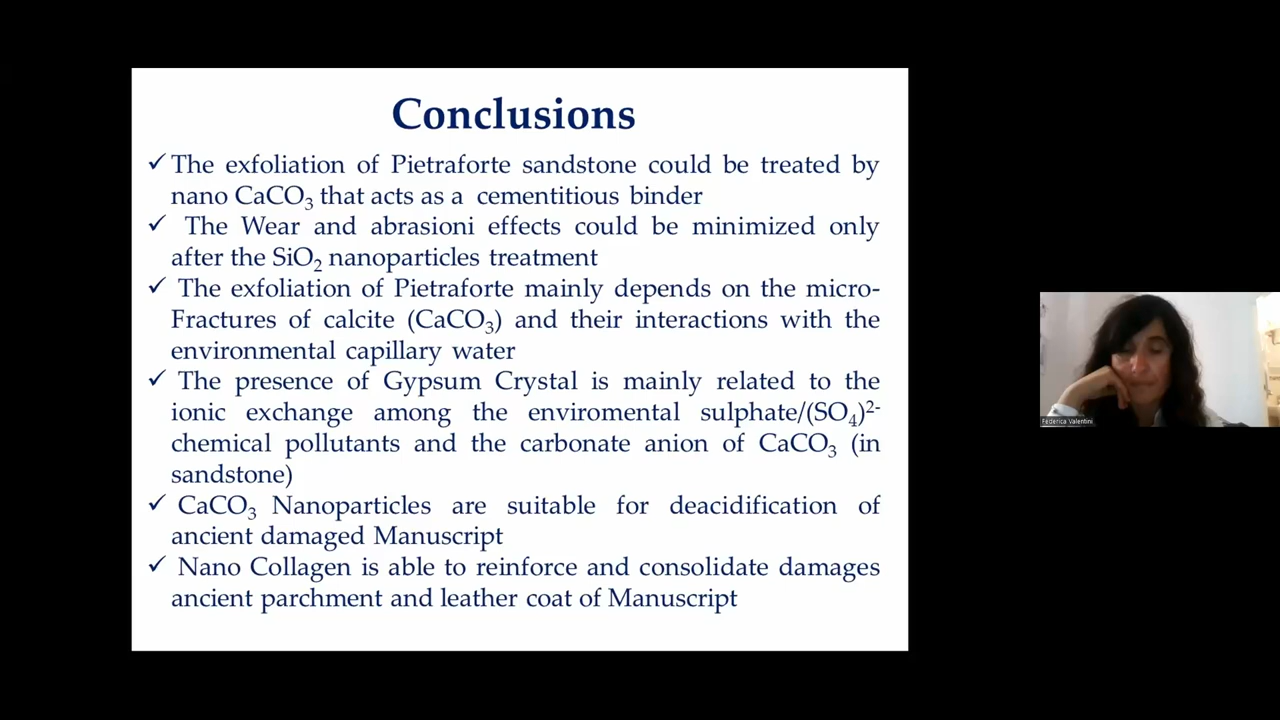 Conclusions
✓ The exfoliation of Pietraforte sandstone could be treated by
nano CaCO₃ that acts as a cementitious binder
✓ The Wear and abrasioni effects could be minimized only
after the SiO₂ nanoparticles treatment
✓ The exfoliation of Pietraforte mainly depends on the micro-
Fractures of calcite (CaCO₃) and their interactions with the
environmental capillary water
✓ The presence of Gypsum Crystal is mainly related to the
ionic exchange among the enviromental sulphate/(SO₄)²⁻
chemical pollutants and the carbonate anion of CaCO₃ (in
sandstone)
✓ CaCO₃ Nanoparticles are suitable for deacidification of
ancient damaged Manuscript
✓ Nano Collagen is able to reinforce and consolidate damages
ancient parchment and leather coat of Manuscript
Federica Valentini